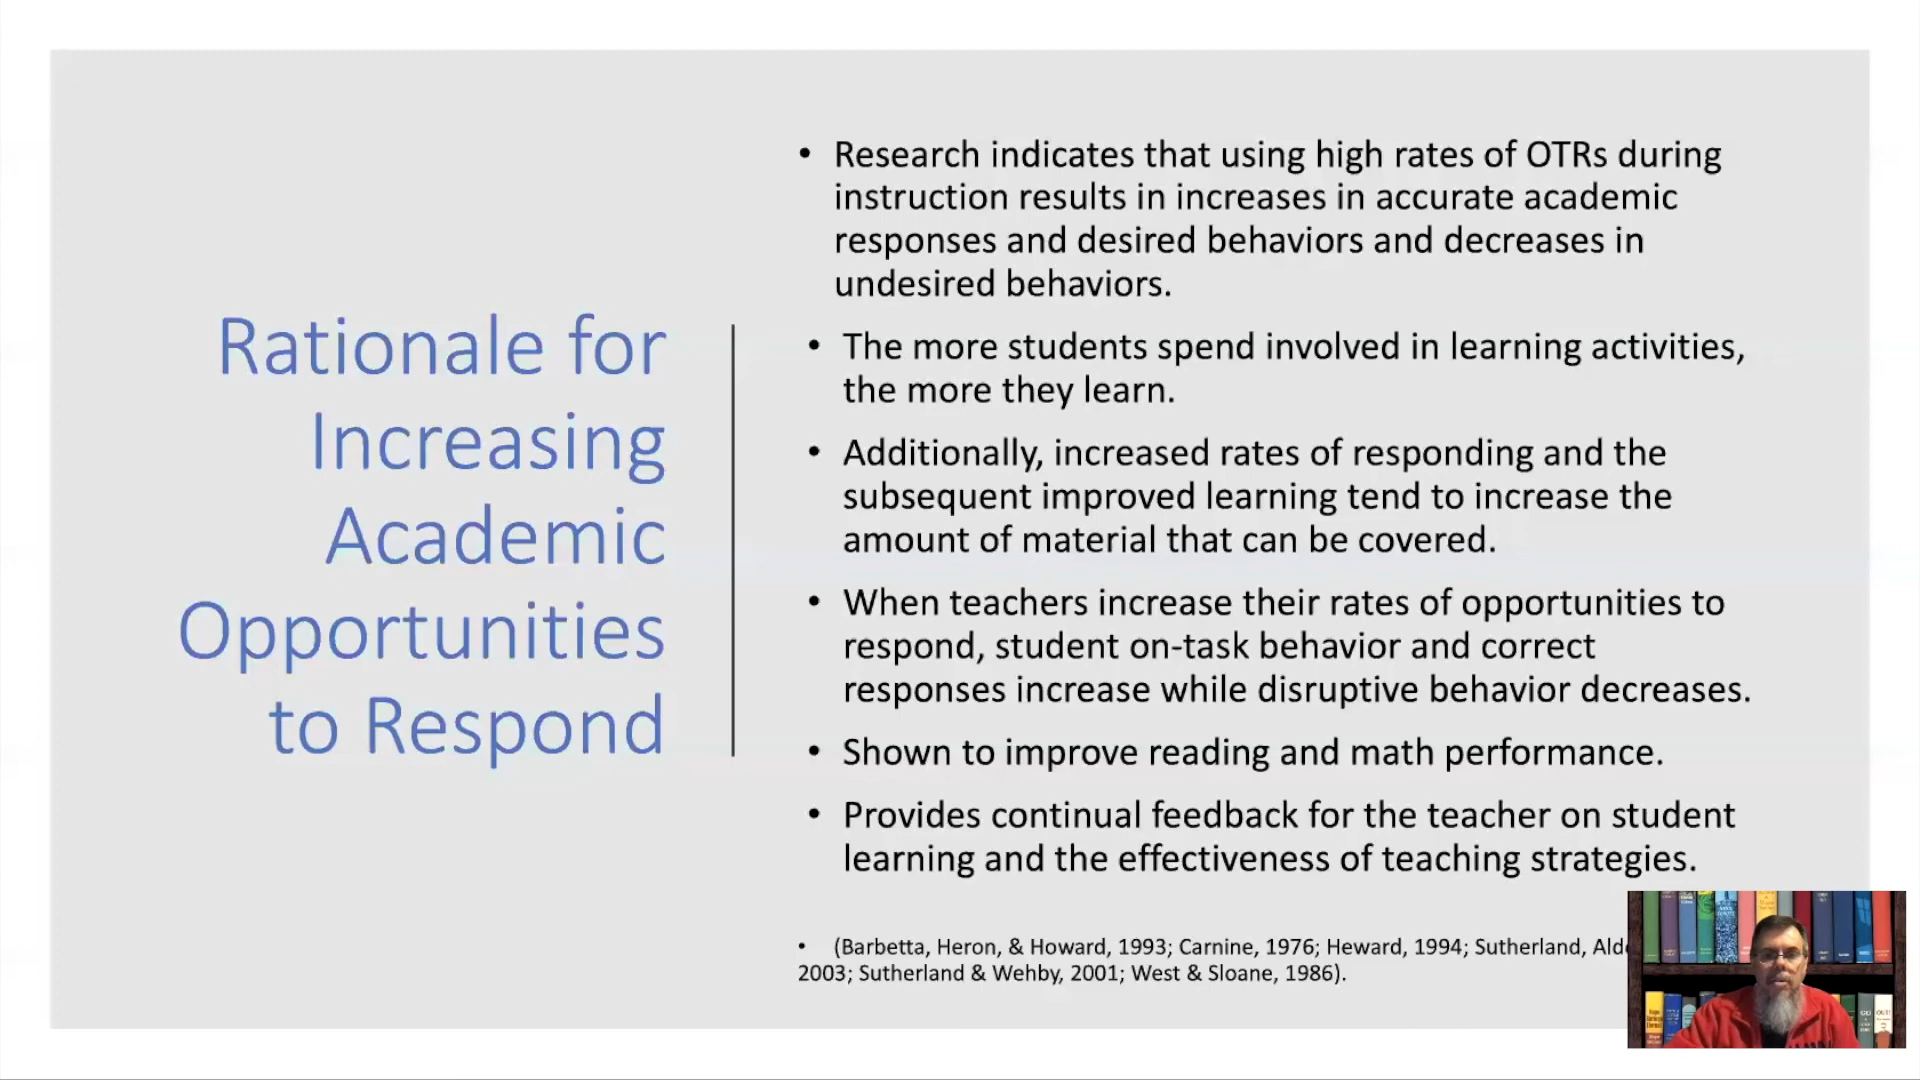 Rationale for
Increasing
Academic
Opportunities
to Respond
• Research indicates that using high rates of OTRs during
instruction results in increases in accurate academic
responses and desired behaviors and decreases in
undesired behaviors.
• The more students spend involved in learning activities,
the more they learn.
• Additionally, increased rates of responding and the
subsequent improved learning tend to increase the
amount of material that can be covered.
• When teachers increase their rates of opportunities to
respond, student on-task behavior and correct
responses increase while disruptive behavior decreases.
• Shown to improve reading and math performance.
• Provides continual feedback for the teacher on student
learning and the effectiveness of teaching strategies.
• (Barbetta, Heron, & Howard, 1993; Carnine, 1976; Heward, 1994; Sutherland,
2003; Sutherland & Wehby, 2001; West & Sloane, 1986).